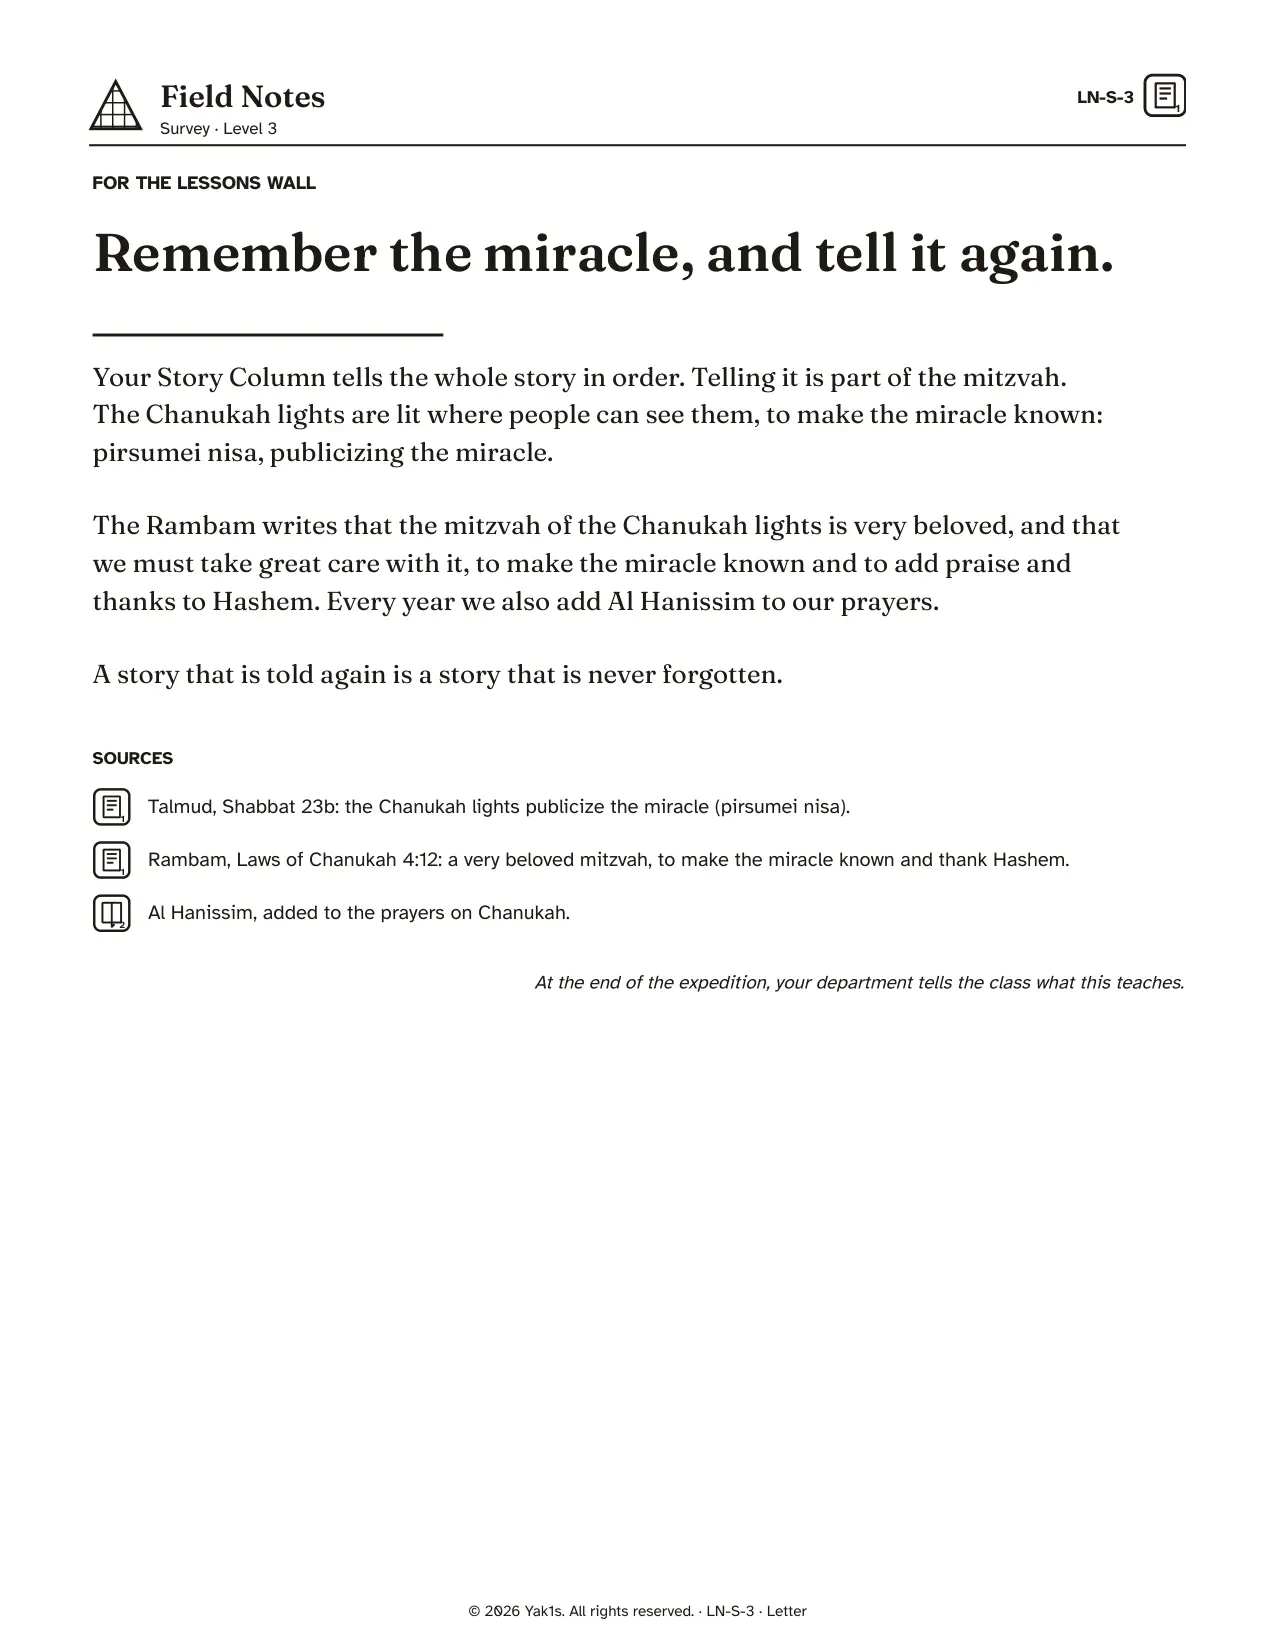 Field Notes
Survey · Level 3
LN-S-3
1
FOR THE LESSONS WALL
Remember the miracle, and tell it again.
Your Story Column tells the whole story in order. Telling it is part of the mitzvah.
The Chanukah lights are lit where people can see them, to make the miracle known:
pirsumei nisa, publicizing the miracle.
The Rambam writes that the mitzvah of the Chanukah lights is very beloved, and that
we must take great care with it, to make the miracle known and to add praise and
thanks to Hashem. Every year we also add Al Hanissim to our prayers.
A story that is told again is a story that is never forgotten.
SOURCES
1
Talmud, Shabbat 23b: the Chanukah lights publicize the miracle (pirsumei nisa).
1
Rambam, Laws of Chanukah 4:12: a very beloved mitzvah, to make the miracle known and thank Hashem.
2
Al Hanissim, added to the prayers on Chanukah.
At the end of the expedition, your department tells the class what this teaches.
© 2026 Yak1s. All rights reserved. · LN-S-3 · Letter